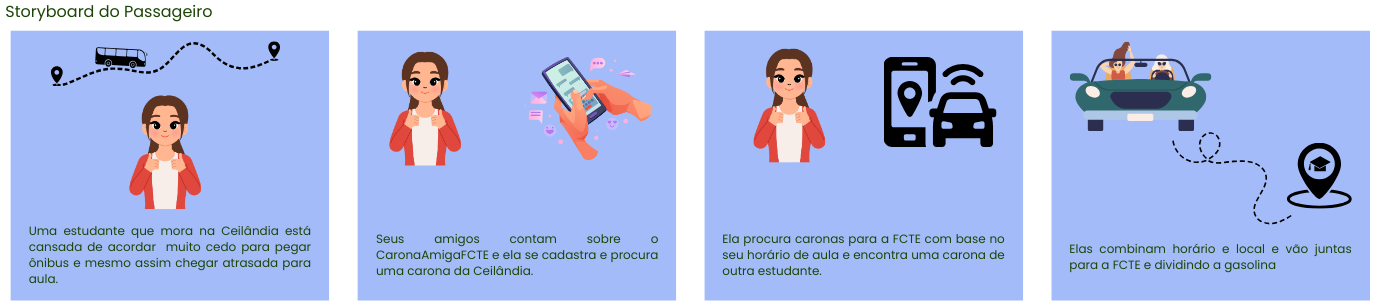 Storyboard do Passageiro
Uma estudante que mora na Ceilândia está
cansada de acordar muito cedo para pegar
ônibus e mesmo assim chegar atrasada para
aula.
Seus amigos contam sobre o
CaronaAmigaFCTE e ela se cadastra e procura
uma carona da Ceilândia.
Ela procura caronas para a FCTE com base no
seu horário de aula e encontra uma carona de
outra estudante.
Elas combinam horário e local e vão juntas
para a FCTE e dividindo a gasolina